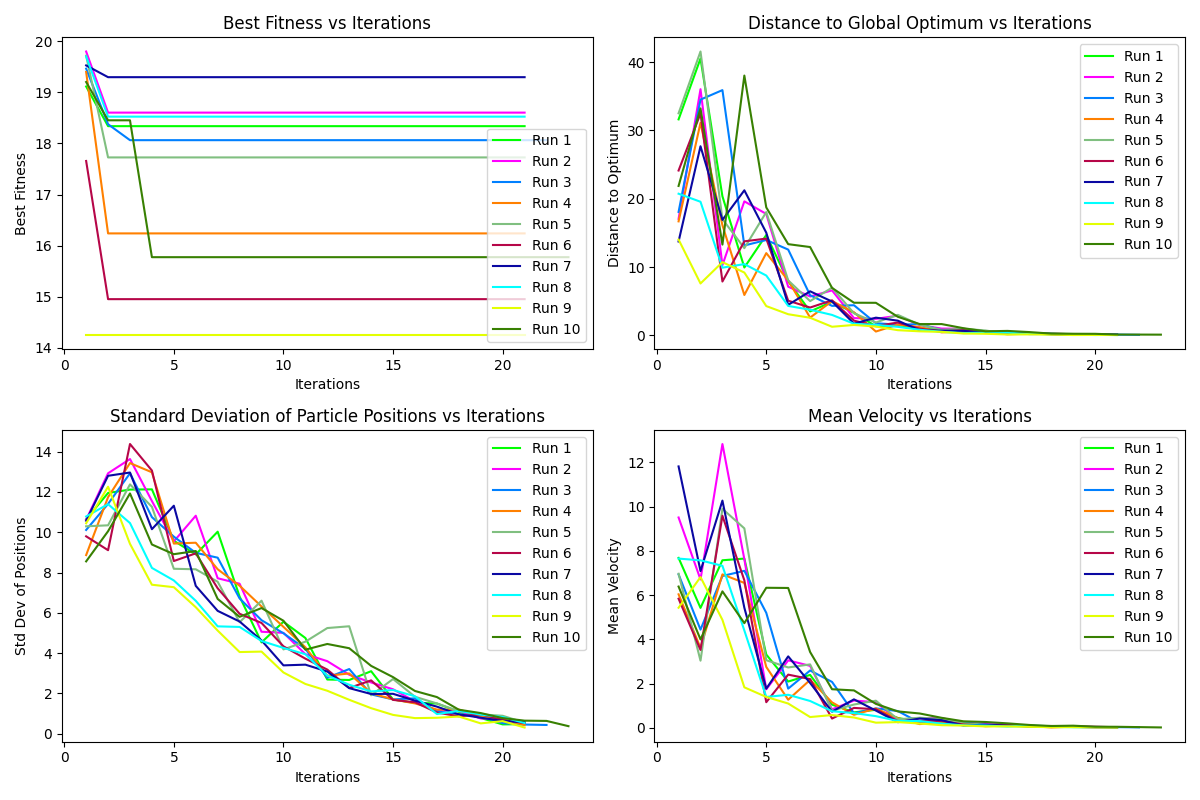 Best Fitness vs Iterations
Best Fitness
20
19
18
17
16
15
14
0 5 10 15 20
Iterations
Run 1
Run 2
Run 3
Run 4
Run 5
Run 6
Run 7
Run 8
Run 9
Run 10
Distance to Global Optimum vs Iterations
Distance to Optimum
40
30
20
10
0
0 5 10 15 20
Iterations
Run 1
Run 2
Run 3
Run 4
Run 5
Run 6
Run 7
Run 8
Run 9
Run 10
Standard Deviation of Particle Positions vs Iterations
Std Dev of Positions
14
12
10
8
6
4
2
0
0 5 10 15 20
Iterations
Run 1
Run 2
Run 3
Run 4
Run 5
Run 6
Run 7
Run 8
Run 9
Run 10
Mean Velocity vs Iterations
Mean Velocity
12
10
8
6
4
2
0
0 5 10 15 20
Iterations
Run 1
Run 2
Run 3
Run 4
Run 5
Run 6
Run 7
Run 8
Run 9
Run 10